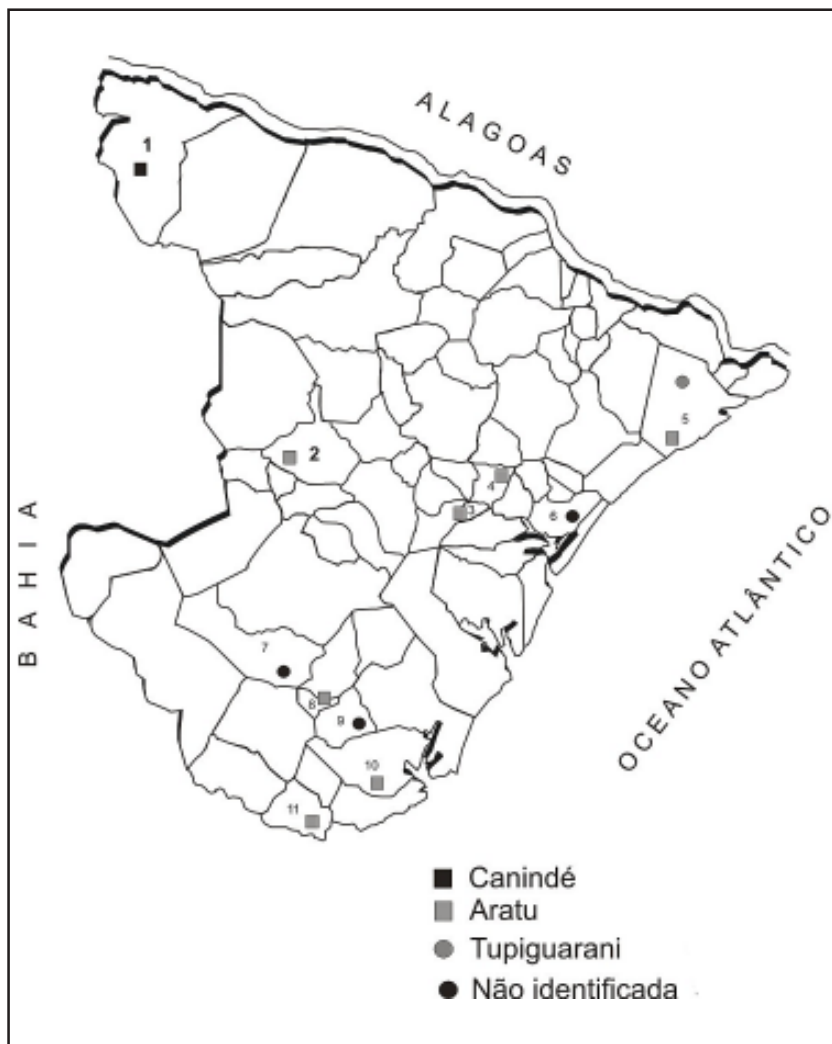 ALAGOAS
1
5
2
4
3
6
BAHIA
OCEANO ATLÂNTICO
7
8
9
10
11
Canindé
Aratu
Tupiguarani
Não identificada